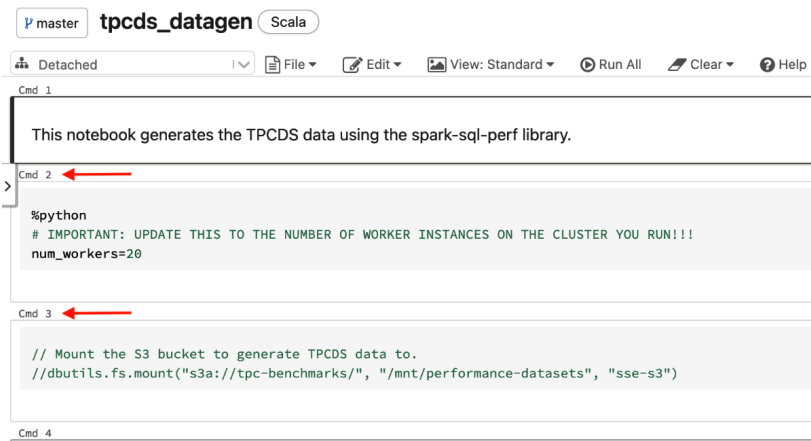 master tpcds_datagen Scala
Detached File Edit View: Standard Run All Clear Help
Cmd 1
This notebook generates the TPCDS data using the spark-sql-perf library.
Cmd 2
%python
# IMPORTANT: UPDATE THIS TO THE NUMBER OF WORKER INSTANCES ON THE CLUSTER YOU RUN!!!
num_workers=20
Cmd 3
// Mount the S3 bucket to generate TPCDS data to.
//dbutils.fs.mount("s3a://tpc-benchmarks/", "/mnt/performance-datasets", "sse-s3")
Cmd 4